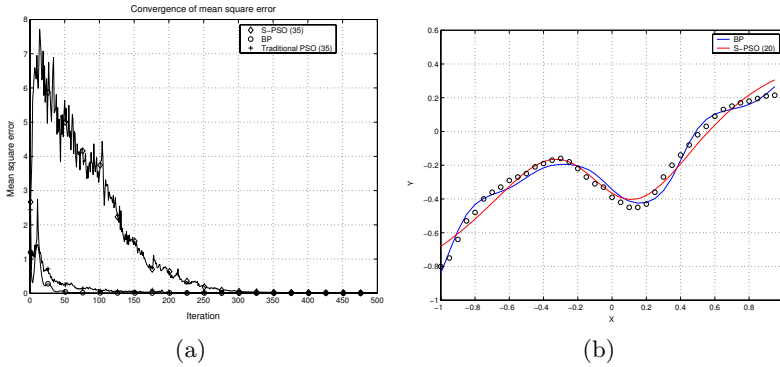 Convergence of mean square error
S-PSO (35)
BP
Traditional PSO (35)
Mean square error
8
7
6
5
4
3
2
1
0
0 50 100 150 200 250 300 350 400 450 500
Iteration
(a)
BP
S-PSO (20)
Y
0.6
0.4
0.2
0
-0.2
-0.4
-0.6
-0.8
-1
-1 -0.8 -0.6 -0.4 -0.2 0 0.2 0.4 0.6 0.8
X
(b)